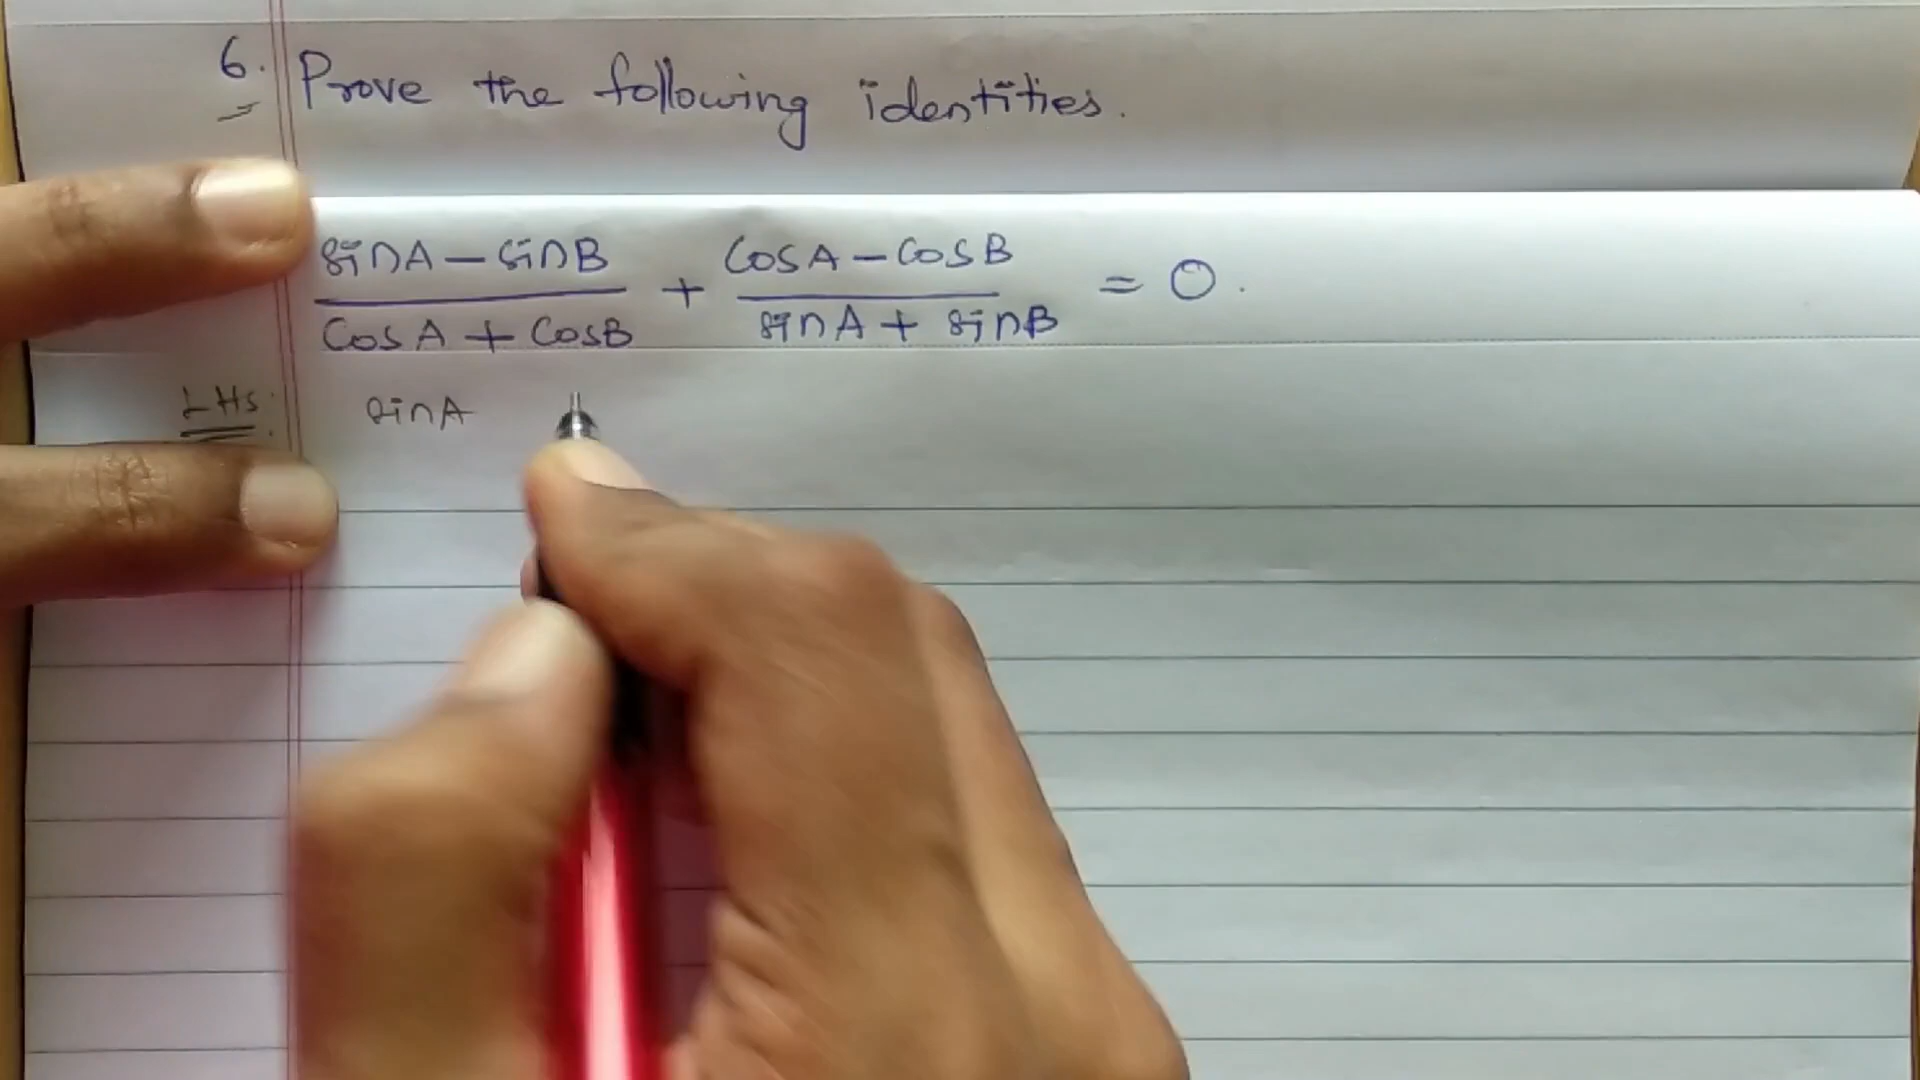 6. Prove the following identities.
sinA - sinB / cosA + cosB + cosA - cosB / sinA + sinB = 0.
LHS: sinA